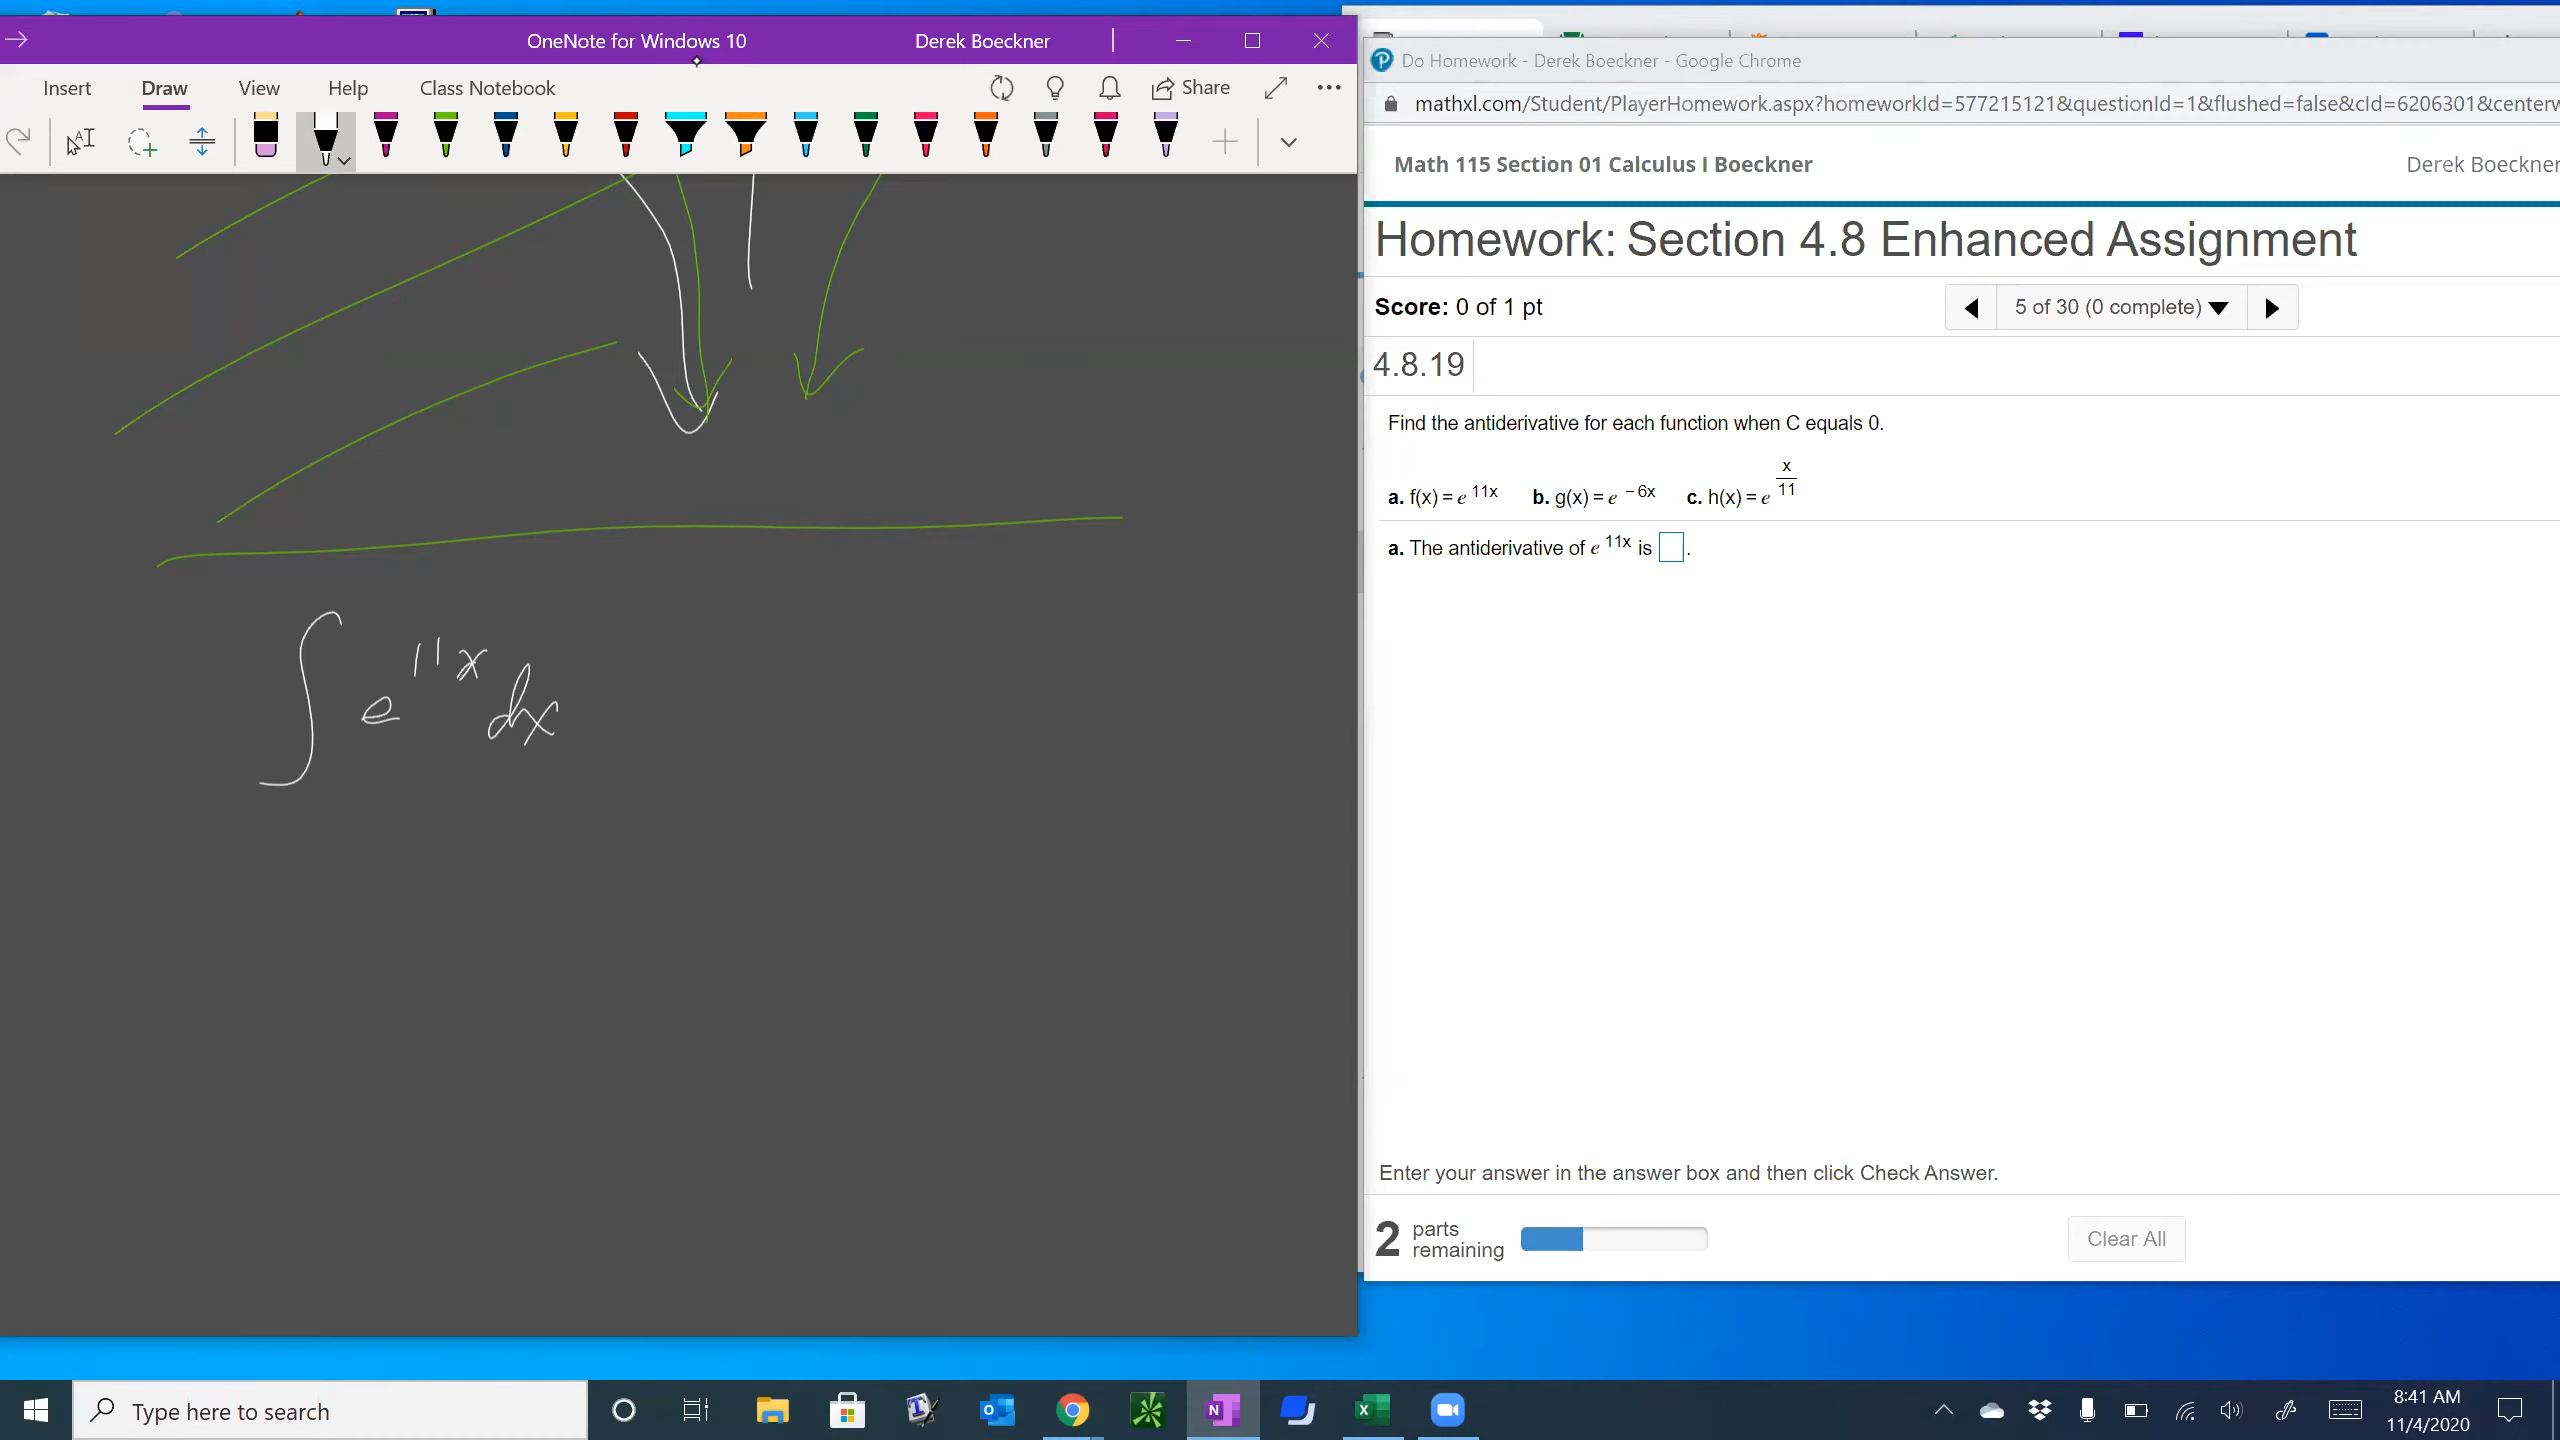 OneNote for Windows 10
Derek Boeckner
Insert
Draw
View
Help
Class Notebook
Share
∫ e^{11x} dx
Do Homework - Derek Boeckner - Google Chrome
mathxl.com/Student/PlayerHomework.aspx?homeworkId=577215121&questionId=1&flushed=false&cId=6206301&centerw
Math 115 Section 01 Calculus I Boeckner
Derek Boeckner
Homework: Section 4.8 Enhanced Assignment
Score: 0 of 1 pt
5 of 30 (0 complete)
4.8.19
Find the antiderivative for each function when C equals 0.
a. f(x) = e^{11x} b. g(x) = e^{-6x} c. h(x) = e^{x/11}
a. The antiderivative of e^{11x} is .
Enter your answer in the answer box and then click Check Answer.
2 parts remaining
Clear All
Type here to search
8:41 AM
11/4/2020